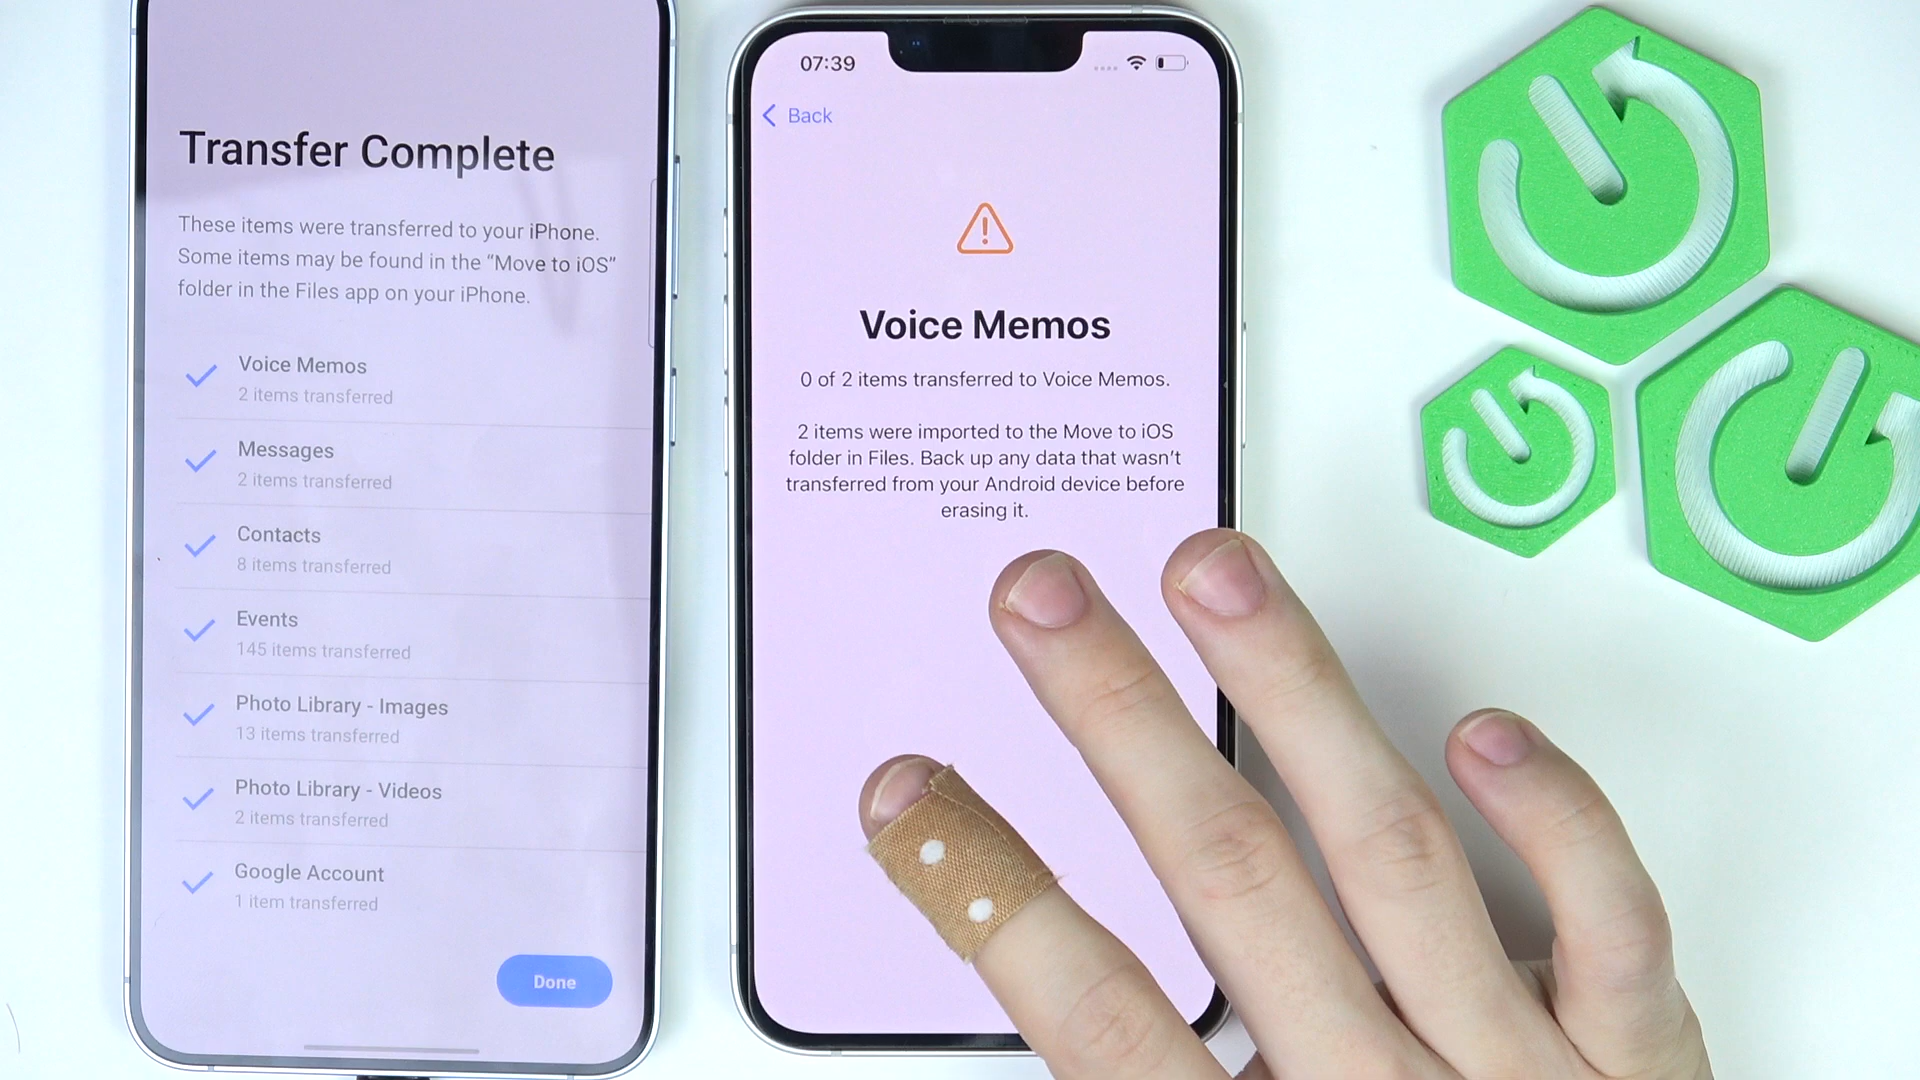 Transfer Complete
These items were transferred to your iPhone.
Some items may be found in the “Move to iOS”
folder in the Files app on your iPhone.
Voice Memos
2 items transferred
Messages
2 items transferred
Contacts
8 items transferred
Events
145 items transferred
Photo Library - Images
13 items transferred
Photo Library - Videos
2 items transferred
Google Account
1 item transferred
Done
07:39
Back
Voice Memos
0 of 2 items transferred to Voice Memos.
2 items were imported to the Move to iOS
folder in Files. Back up any data that wasn’t
transferred from your Android device before
erasing it.